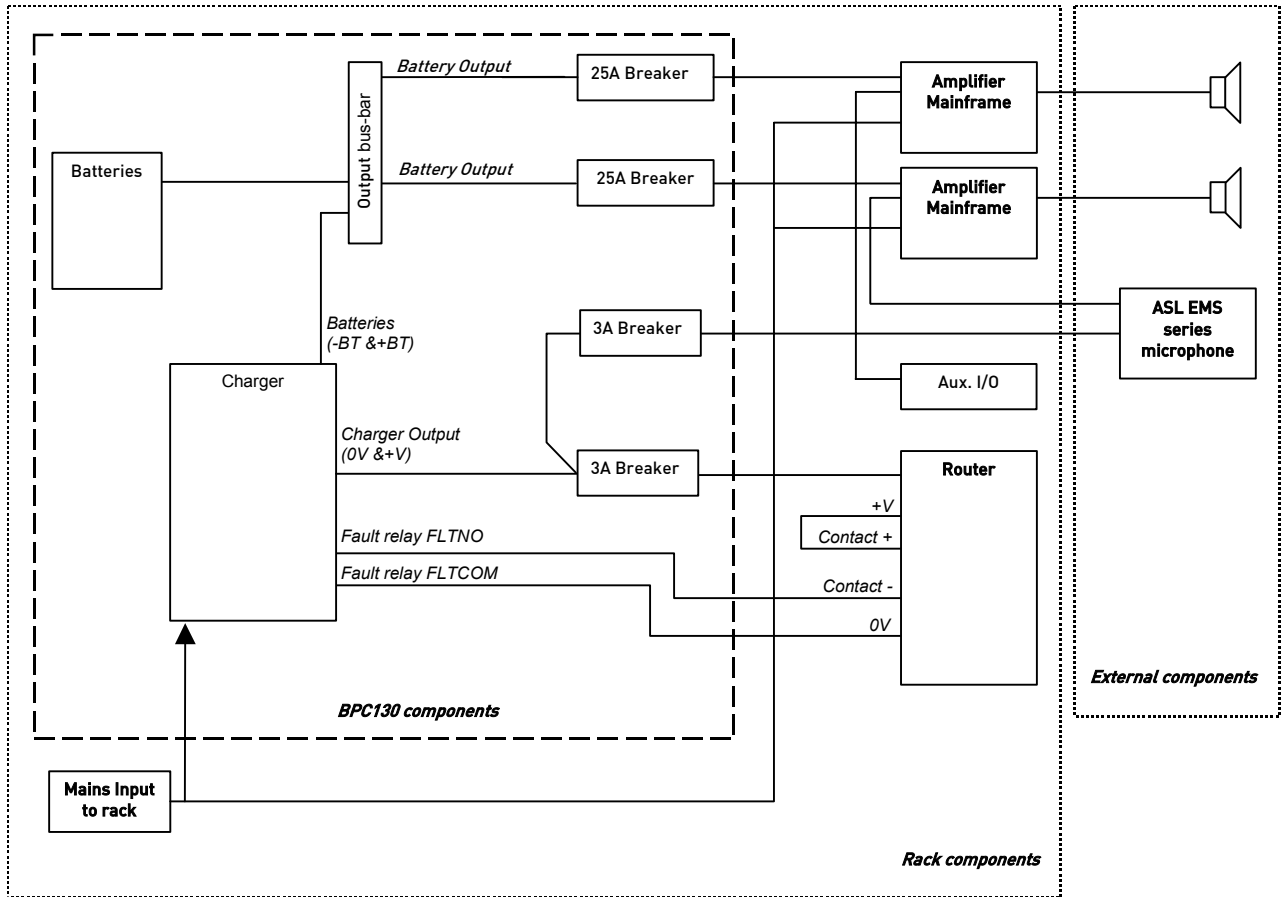 Battery Output
25A Breaker
Amplifier
Mainframe
Output bus-bar
Batteries
Battery Output
25A Breaker
Amplifier
Mainframe
Batteries
(-BT &+BT)
3A Breaker
ASL EMS
series
microphone
Charger
Aux. I/O
Charger Output
(0V &+V)
3A Breaker
Router
+V
Contact +
Fault relay FLTNO
Fault relay FLTCOM
Contact -
0V
External components
BPC130 components
Mains Input
to rack
Rack components